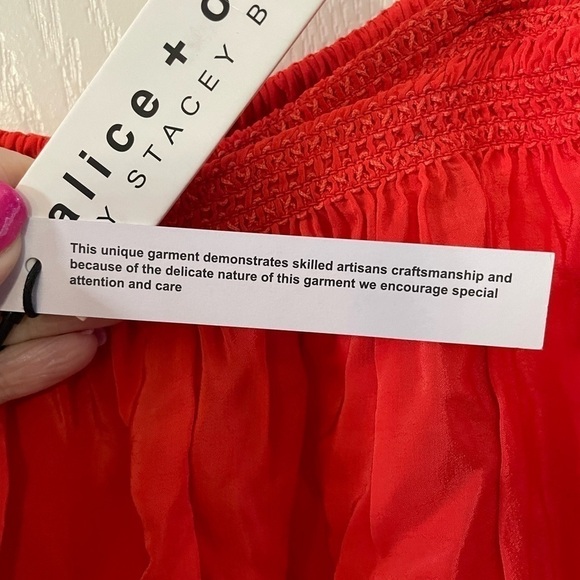 alice + o
Y STACEY B
This unique garment demonstrates skilled artisans craftsmanship and
because of the delicate nature of this garment we encourage special
attention and care